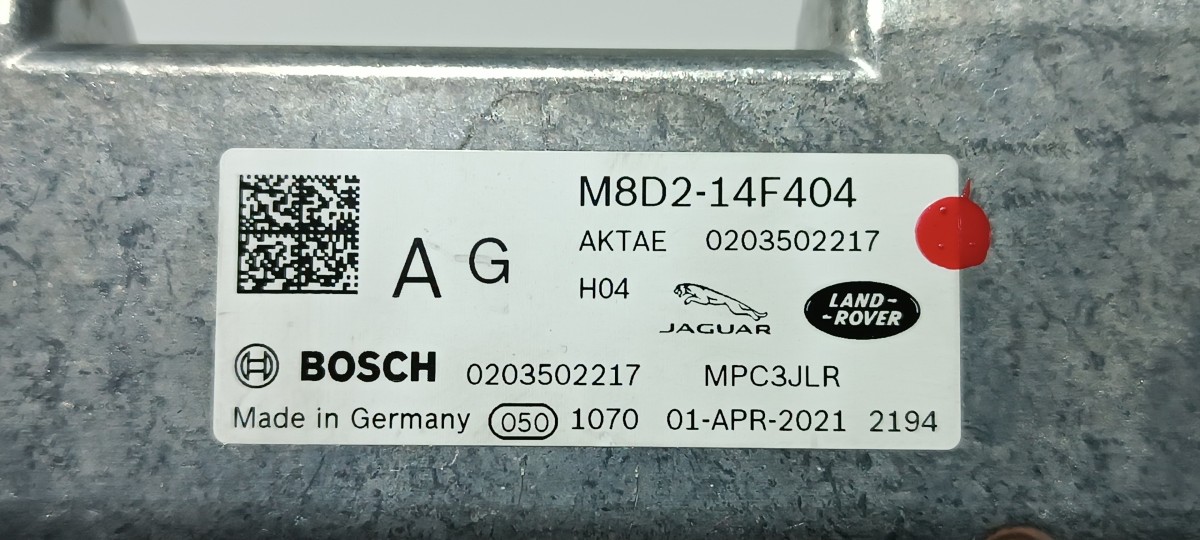 M8D2-14F404
A G
AKTAE 0203502217
H04
JAGUAR
LAND-
-ROVER
BOSCH 0203502217 MPC3JLR
Made in Germany 050 1070 01-APR-2021 2194